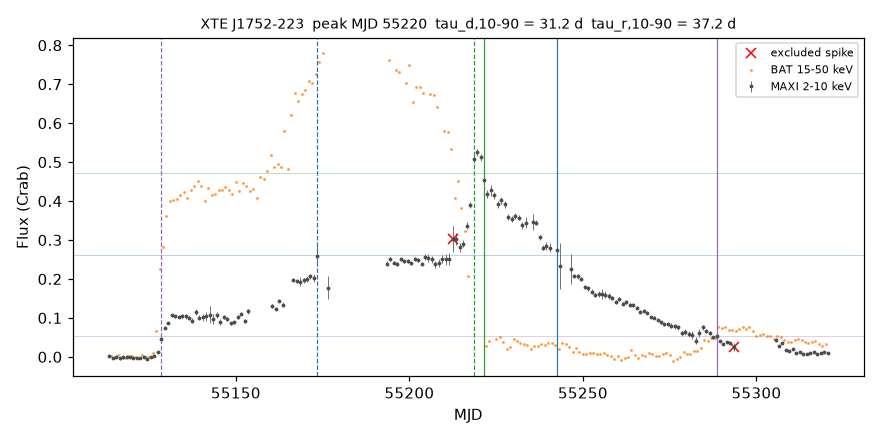 XTE J1752-223  peak MJD 55220  tau_d,10-90 = 31.2 d  tau_r,10-90 = 37.2 d
excluded spike
BAT 15-50 keV
MAXI 2-10 keV
0.8
0.7
0.6
0.5
0.4
0.3
0.2
0.1
0.0
Flux (Crab)
55150
55200
55250
55300
MJD